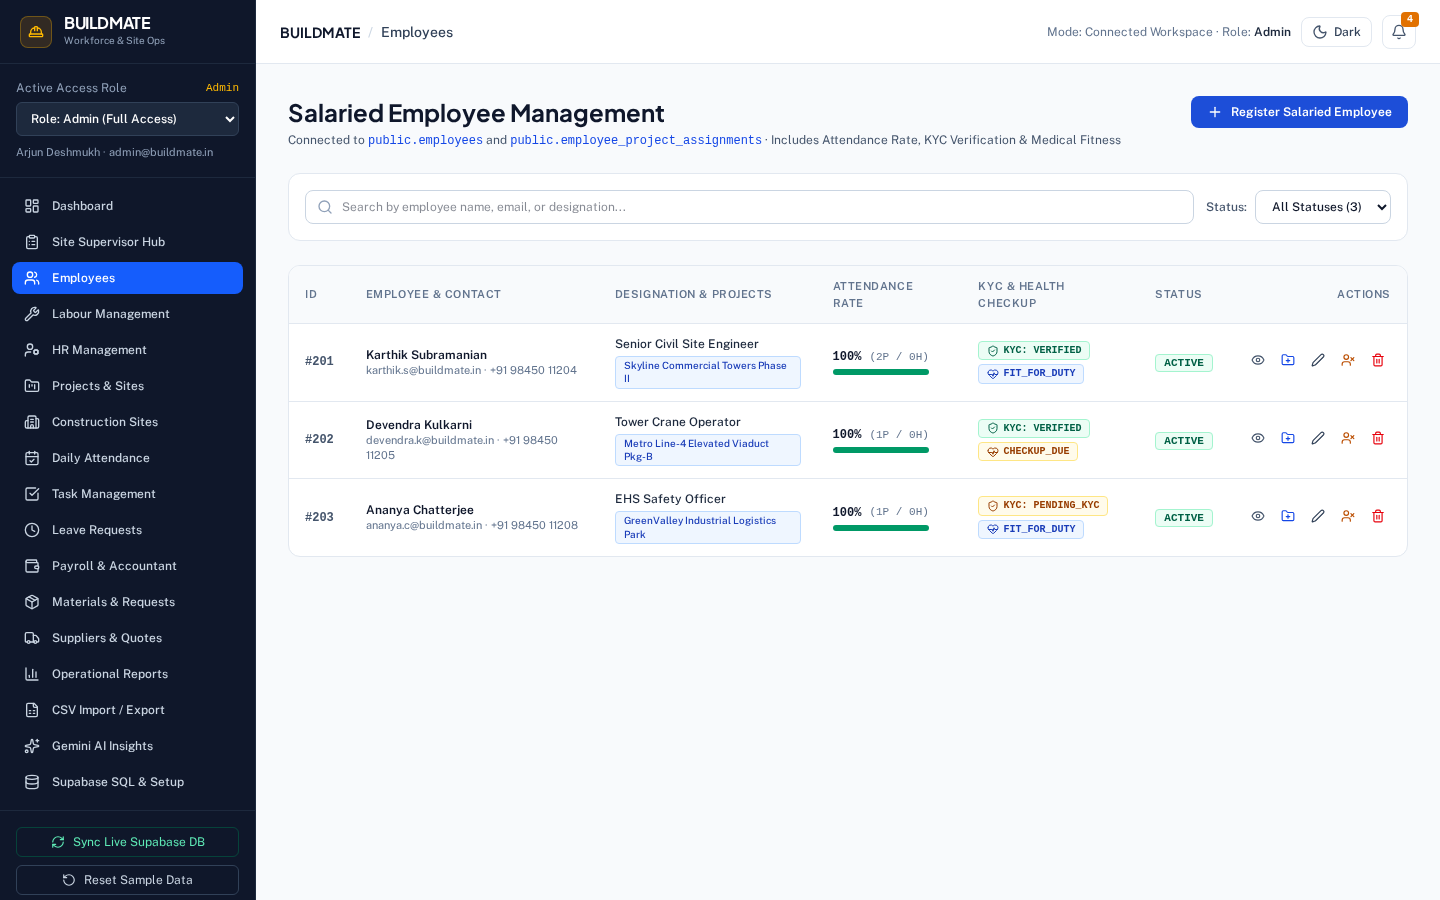 BUILDMATE
Workforce & Site Ops
Active Access Role
Admin
Role: Admin (Full Access)
Arjun Deshmukh · admin@buildmate.in
Dashboard
Site Supervisor Hub
Employees
Labour Management
HR Management
Projects & Sites
Construction Sites
Daily Attendance
Task Management
Leave Requests
Payroll & Accountant
Materials & Requests
Suppliers & Quotes
Operational Reports
CSV Import / Export
Gemini AI Insights
Supabase SQL & Setup
Sync Live Supabase DB
Reset Sample Data
BUILDMATE / Employees
Mode: Connected Workspace · Role: Admin
Dark
4
Salaried Employee Management
Connected to public.employees and public.employee_project_assignments · Includes Attendance Rate, KYC Verification & Medical Fitness
Register Salaried Employee
Search by employee name, email, or designation...
Status:
All Statuses (3)
ID
EMPLOYEE & CONTACT
DESIGNATION & PROJECTS
ATTENDANCE
RATE
KYC & HEALTH
CHECKUP
STATUS
ACTIONS
#201
Karthik Subramanian
karthik.s@buildmate.in · +91 98450 11204
Senior Civil Site Engineer
Skyline Commercial Towers Phase
II
100% (2P / 0H)
KYC: VERIFIED
FIT_FOR_DUTY
ACTIVE
#202
Devendra Kulkarni
devendra.k@buildmate.in · +91 98450
11205
Tower Crane Operator
Metro Line-4 Elevated Viaduct
Pkg-B
100% (1P / 0H)
KYC: VERIFIED
CHECKUP_DUE
ACTIVE
#203
Ananya Chatterjee
ananya.c@buildmate.in · +91 98450 11208
EHS Safety Officer
GreenValley Industrial Logistics
Park
100% (1P / 0H)
KYC: PENDING_KYC
FIT_FOR_DUTY
ACTIVE